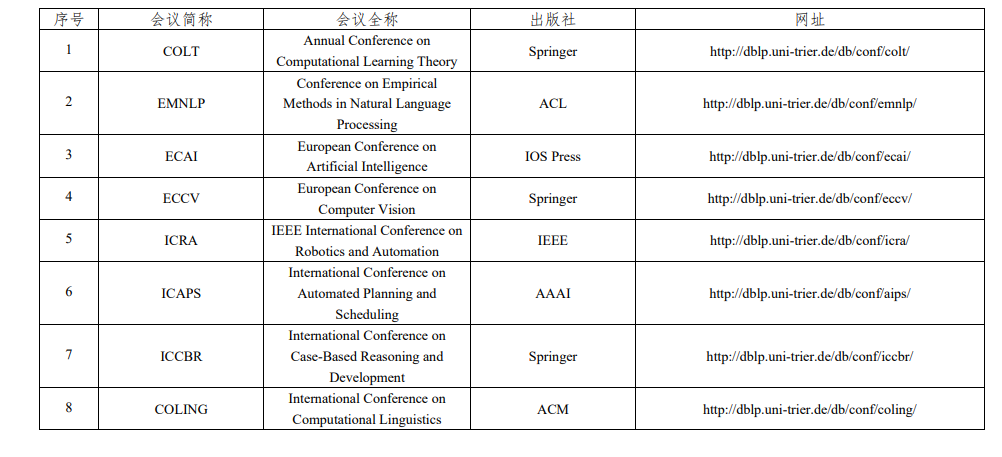 序号 会议简称 会议全称 出版社 网址
1 COLT Annual Conference on
Computational Learning Theory Springer http://dblp.uni-trier.de/db/conf/colt/
2 EMNLP Conference on Empirical
Methods in Natural Language
Processing ACL http://dblp.uni-trier.de/db/conf/emnlp/
3 ECAI European Conference on
Artificial Intelligence IOS Press http://dblp.uni-trier.de/db/conf/ecai/
4 ECCV European Conference on
Computer Vision Springer http://dblp.uni-trier.de/db/conf/eccv/
5 ICRA IEEE International Conference on
Robotics and Automation IEEE http://dblp.uni-trier.de/db/conf/icra/
6 ICAPS International Conference on
Automated Planning and
Scheduling AAAI http://dblp.uni-trier.de/db/conf/aips/
7 ICCBR International Conference on
Case-Based Reasoning and
Development Springer http://dblp.uni-trier.de/db/conf/iccbr/
8 COLING International Conference on
Computational Linguistics ACM http://dblp.uni-trier.de/db/conf/coling/